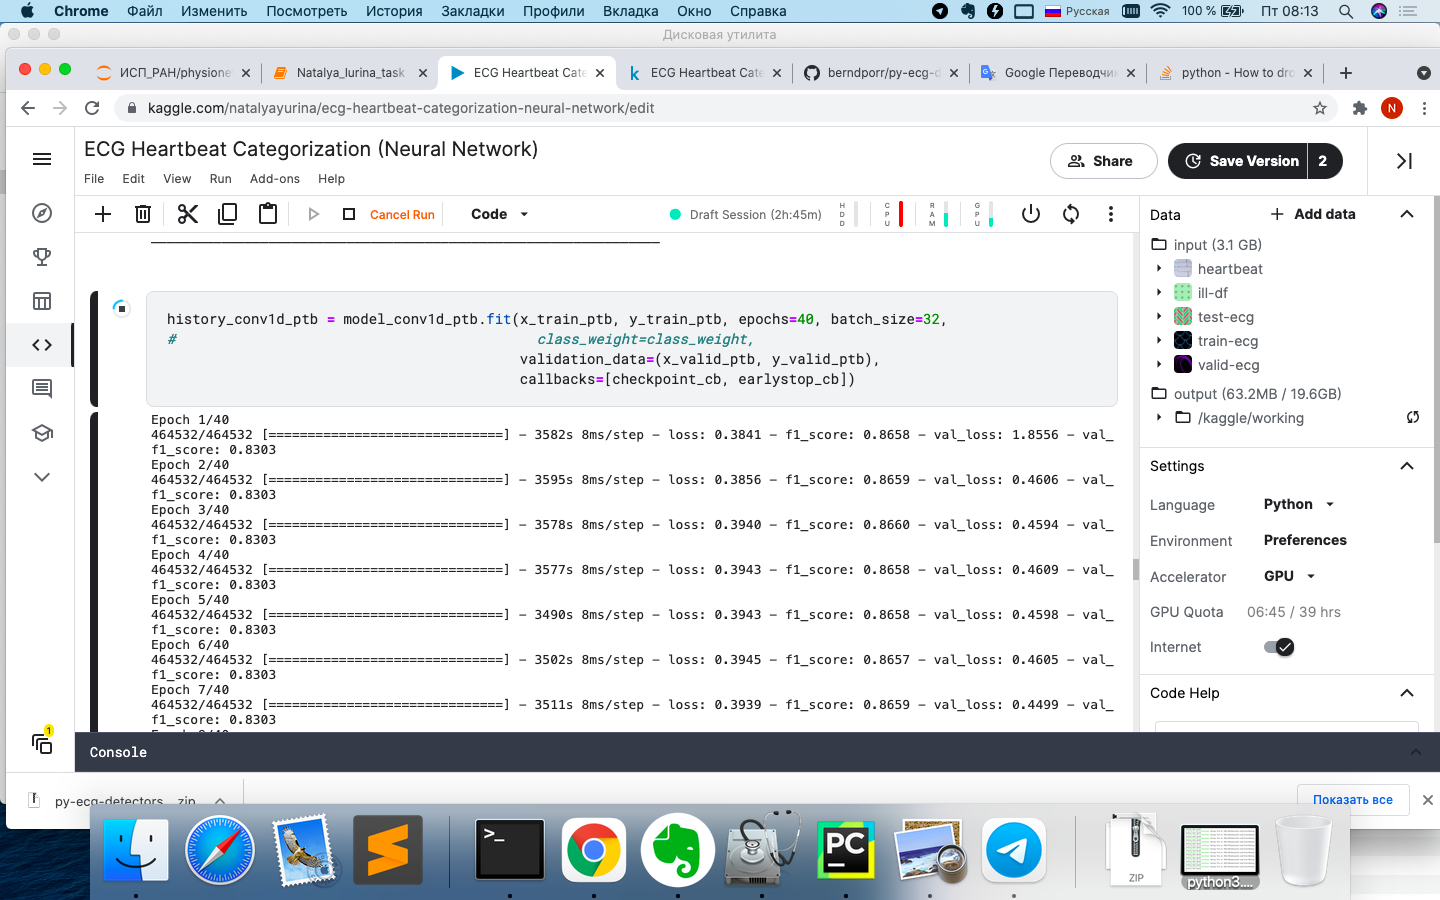 Chrome Файл Изменить Посмотреть История Закладки Профили Вкладка Окно Справка Русская 100 % Пт 08:13
Дисковая утилита
ИСП_РАН/physione Natalya_Iurina_task ECG Heartbeat Cate ECG Heartbeat Cate berndporr/py-ecg-d Google Переводчи python - How to dro
kaggle.com/natalyayurina/ecg-heartbeat-categorization-neural-network/edit N
ECG Heartbeat Categorization (Neural Network)
Share Save Version 2
File Edit View Run Add-ons Help
Cancel Run Code Draft Session (2h:45m) HDD CPU RAM GPU
Data + Add data
input (3.1 GB)
heartbeat
ill-df
test-ecg
train-ecg
valid-ecg
output (63.2MB / 19.6GB)
/kaggle/working
Settings
Language Python
Environment Preferences
Accelerator GPU
GPU Quota 06:45 / 39 hrs
Internet
Code Help
history_conv1d_ptb = model_conv1d_ptb.fit(x_train_ptb, y_train_ptb, epochs=40, batch_size=32,
# class_weight=class_weight,
validation_data=(x_valid_ptb, y_valid_ptb),
callbacks=[checkpoint_cb, earlystop_cb])
Epoch 1/40
464532/464532 [==============================] - 3582s 8ms/step - loss: 0.3841 - f1_score: 0.8658 - val_loss: 1.8556 - val_
f1_score: 0.8303
Epoch 2/40
464532/464532 [==============================] - 3595s 8ms/step - loss: 0.3856 - f1_score: 0.8659 - val_loss: 0.4606 - val_
f1_score: 0.8303
Epoch 3/40
464532/464532 [==============================] - 3578s 8ms/step - loss: 0.3940 - f1_score: 0.8660 - val_loss: 0.4594 - val_
f1_score: 0.8303
Epoch 4/40
464532/464532 [==============================] - 3577s 8ms/step - loss: 0.3943 - f1_score: 0.8658 - val_loss: 0.4609 - val_
f1_score: 0.8303
Epoch 5/40
464532/464532 [==============================] - 3490s 8ms/step - loss: 0.3943 - f1_score: 0.8658 - val_loss: 0.4598 - val_
f1_score: 0.8303
Epoch 6/40
464532/464532 [==============================] - 3502s 8ms/step - loss: 0.3945 - f1_score: 0.8657 - val_loss: 0.4605 - val_
f1_score: 0.8303
Epoch 7/40
464532/464532 [==============================] - 3511s 8ms/step - loss: 0.3939 - f1_score: 0.8659 - val_loss: 0.4499 - val_
f1_score: 0.8303
1
Console
py-ecg-detectors....zip Показать все
>_ PC ZIP python3....